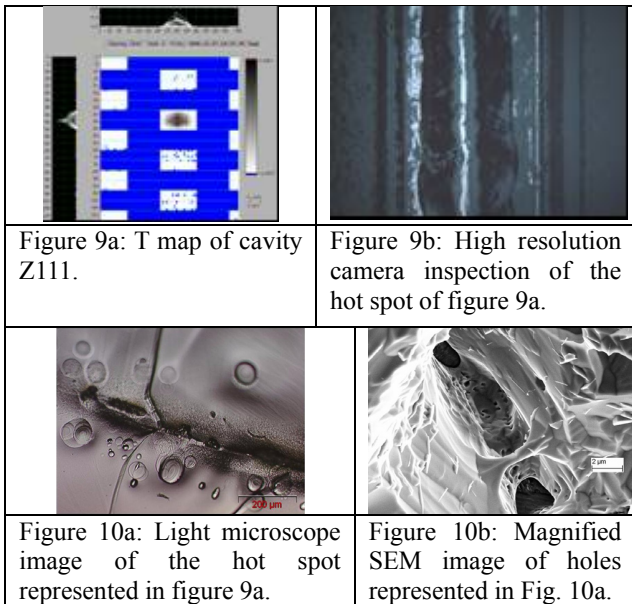 Figure 9a: T map of cavity
Z111.
Figure 9b: High resolution
camera inspection of the
hot spot of figure 9a.
200 µm
2 µm
Figure 10a: Light microscope
image of the hot spot
represented in figure 9a.
Figure 10b: Magnified
SEM image of holes
represented in Fig. 10a.